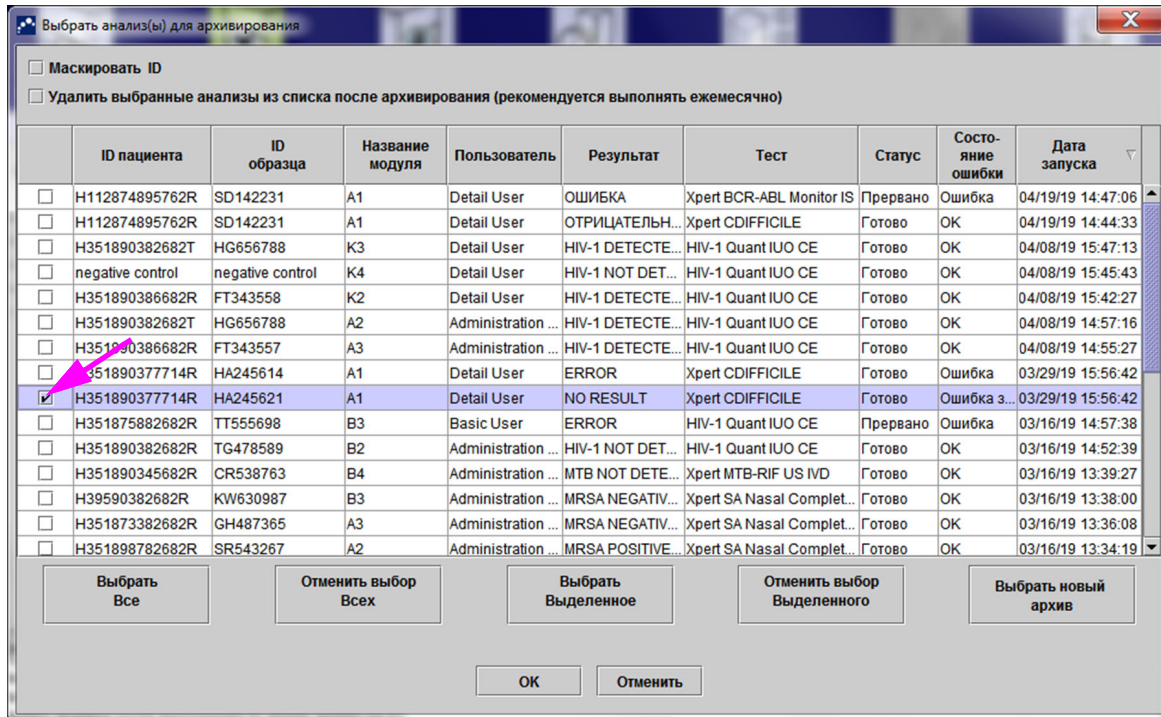 Выбрать анализ(ы) для архивирования
Маскировать ID
Удалить выбранные анализы из списка после архивирования (рекомендуется выполнять ежемесячно)
ID пациента ID образца Название модуля Пользователь Результат Тест Статус Состо-яние ошибки Дата запуска
H112874895762R SD142231 A1 Detail User ОШИБКА Xpert BCR-ABL Monitor IS Прервано Ошибка 04/19/19 14:47:06
H112874895762R SD142231 A1 Detail User ОТРИЦАТЕЛЬН... Xpert CDIFFICILE Готово OK 04/19/19 14:44:33
H351890382682T HG656788 K3 Detail User HIV-1 DETECTE... HIV-1 Quant IUO CE Готово OK 04/08/19 15:47:13
negative control negative control K4 Detail User HIV-1 NOT DET... HIV-1 Quant IUO CE Готово OK 04/08/19 15:45:43
H351890386682R FT343558 K2 Detail User HIV-1 DETECTE... HIV-1 Quant IUO CE Готово OK 04/08/19 15:42:27
H351890382682T HG656788 A2 Administration ... HIV-1 DETECTE... HIV-1 Quant IUO CE Готово OK 04/08/19 14:57:16
H351890386682R FT343557 A3 Administration ... HIV-1 DETECTE... HIV-1 Quant IUO CE Готово OK 04/08/19 14:55:27
351890377714R HA245614 A1 Detail User ERROR Xpert CDIFFICILE Готово Ошибка 03/29/19 15:56:42
H351890377714R HA245621 A1 Detail User NO RESULT Xpert CDIFFICILE Готово Ошибка з... 03/29/19 15:56:42
H351875882682R TT555698 B3 Basic User ERROR HIV-1 Quant IUO CE Прервано Ошибка 03/16/19 14:57:38
H351890382682R TG478589 B2 Administration ... HIV-1 NOT DET... HIV-1 Quant IUO CE Готово OK 03/16/19 14:52:39
H351890345682R CR538763 B4 Administration ... MTB NOT DETE... Xpert MTB-RIF US IVD Готово OK 03/16/19 13:39:27
H39590382682R KW630987 B3 Administration ... MRSA NEGATIV... Xpert SA Nasal Complet... Готово OK 03/16/19 13:38:00
H351873382682R GH487365 A3 Administration ... MRSA NEGATIV... Xpert SA Nasal Complet... Готово OK 03/16/19 13:36:08
H351898782682R SR543267 A2 Administration ... MRSA POSITIVE... Xpert SA Nasal Complet... Готово OK 03/16/19 13:34:19
Выбрать Все
Отменить выбор Всех
Выбрать Выделенное
Отменить выбор Выделенного
Выбрать новый архив
OK Отменить